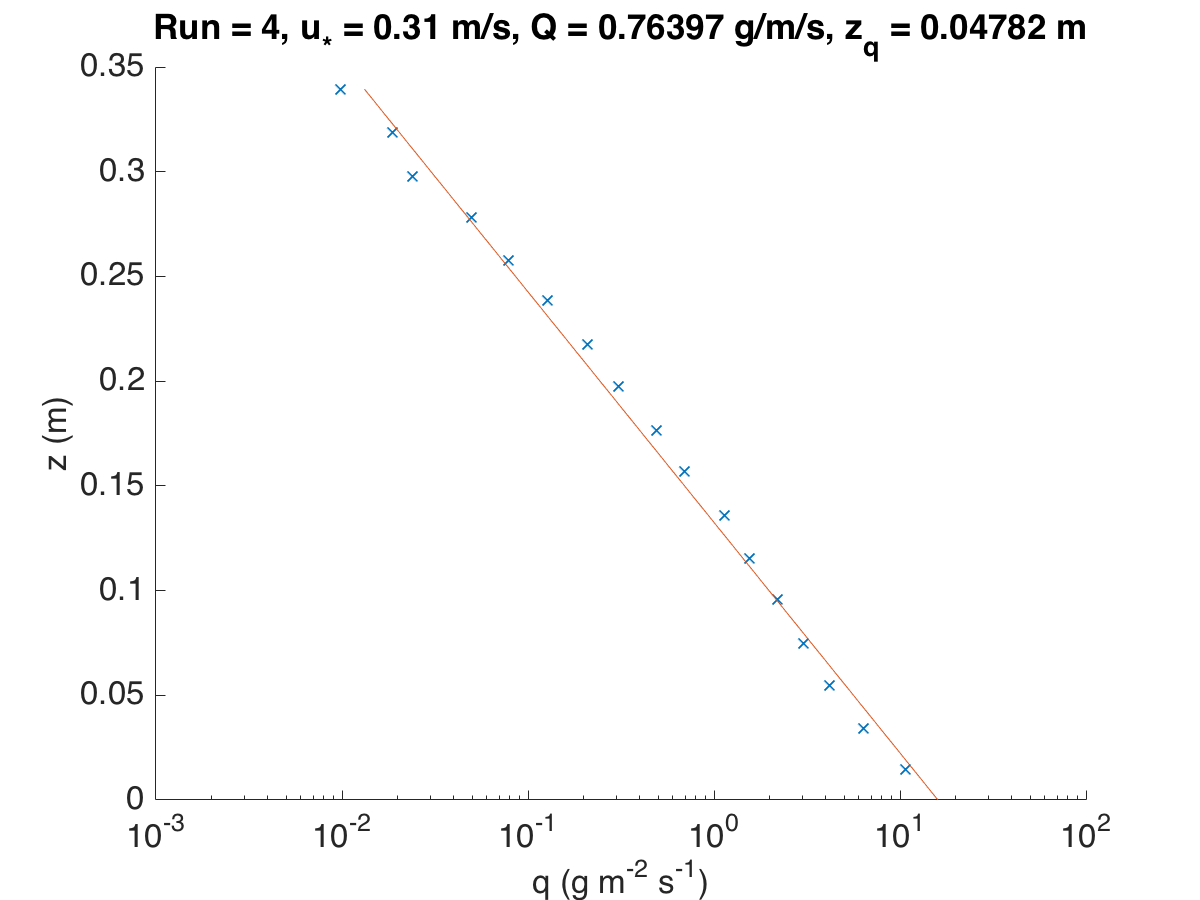 Run = 4, u* = 0.31 m/s, Q = 0.76397 g/m/s, zq = 0.04782 m
0.35
0.3
0.25
0.2
0.15
0.1
0.05
0
z (m)
10-3 10-2 10-1 100 101 102
q (g m-2 s-1)